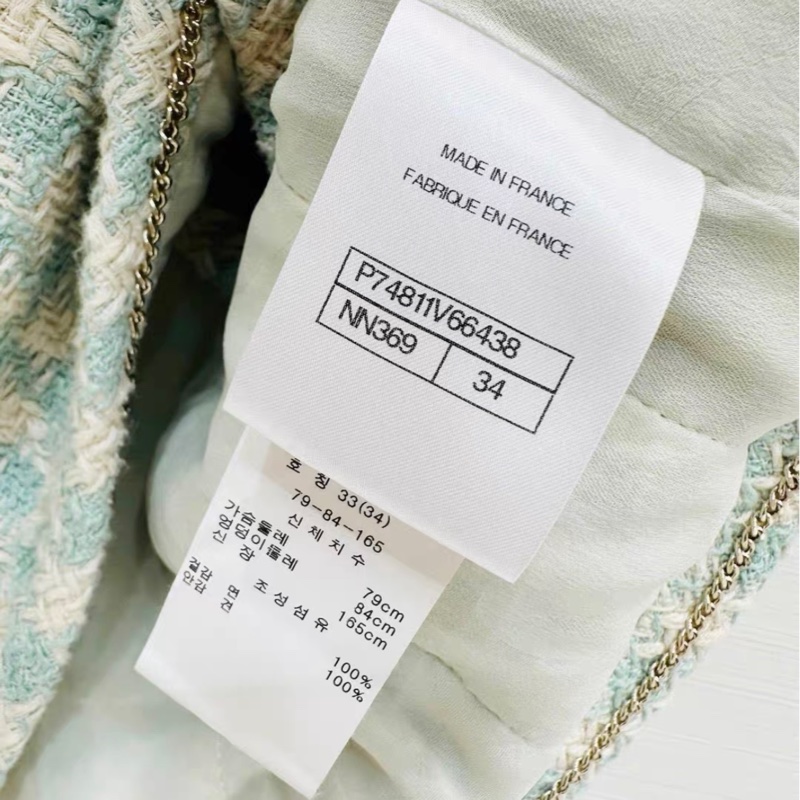 MADE IN FRANCE
FABRIQUE EN FRANCE
P74811V66438
NN369
34
호칭 33(34)
79-84-165
신체치수
가슴둘레 79cm
엉덩이둘레 84cm
신장 165cm
조성섬유
겉감 면 100%
안감 견 100%